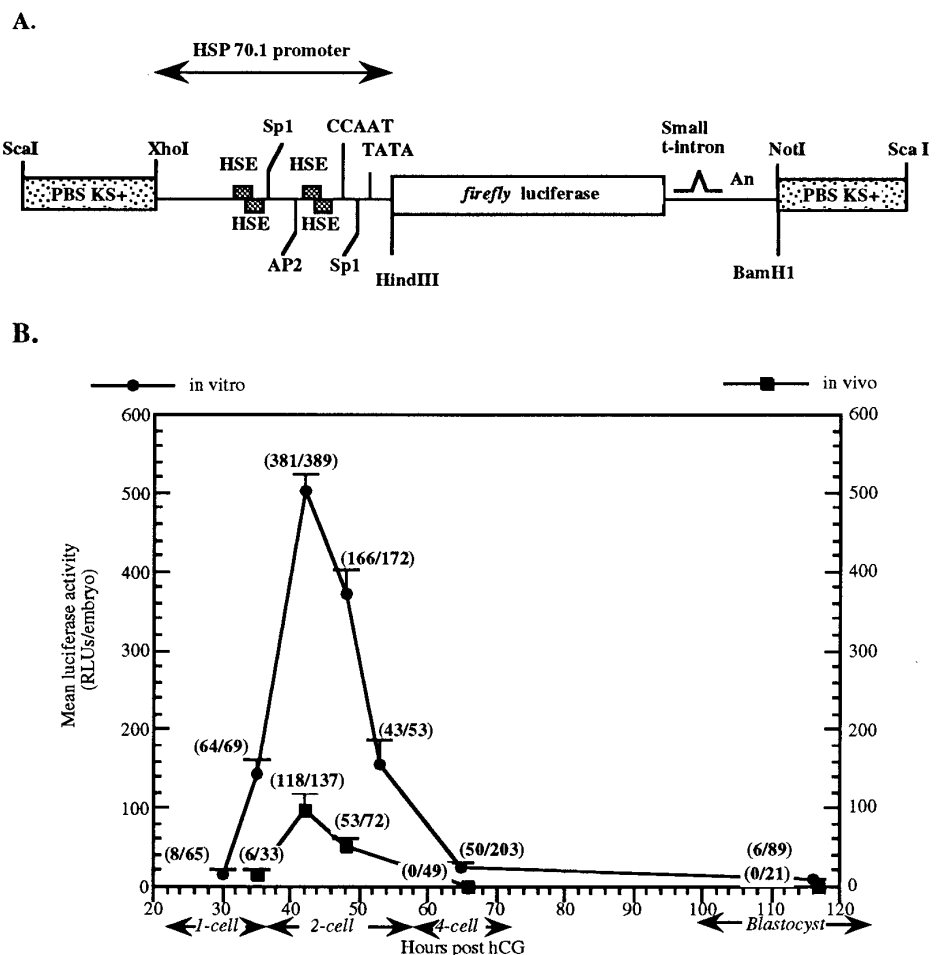 A.
HSP 70.1 promoter
Sp1
CCAAT
Small
t-intron
ScaI
XhoI
HSE
HSE
TATA
An
NotI
Sca I
PBS KS+
firefly luciferase
PBS KS+
HSE
HSE
AP2
Sp1
HindIII
BamH1
B.
in vitro
in vivo
600
600
500
500
400
400
300
300
200
200
100
100
0
0
Mean luciferase activity
(RLUs/embryo)
(381/389)
(166/172)
(64/69)
(43/53)
(118/137)
(53/72)
(8/65)
(6/33)
(0/49)
(50/203)
(6/89)
(0/21)
20 30 40 50 60 70 80 90 100 110 120
1-cell 2-cell 4-cell Blastocyst
Hours post hCG